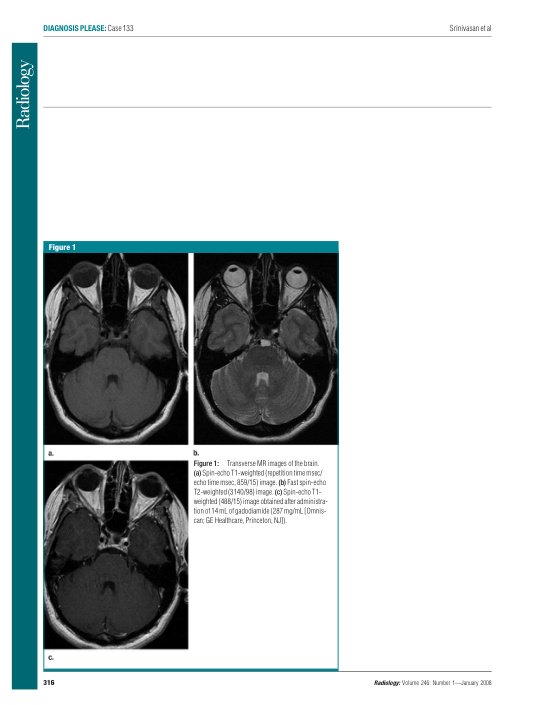 DIAGNOSIS PLEASE: Case 133
Srinivasan et al
Radiology
Figure 1
a.
b.
Figure 1: Transverse MR images of the brain.
(a) Spin-echo T1-weighted (repetition time msec/
echo time msec, 859/15) image. (b) Fast spin-echo
T2-weighted (3140/98) image. (c) Spin-echo T1-
weighted (488/15) image obtained after administra-
tion of 14 mL of gadodiamide (287 mg/mL [Omnis-
can; GE Healthcare, Princeton, NJ]).
c.
316
Radiology: Volume 246: Number 1—January 2008